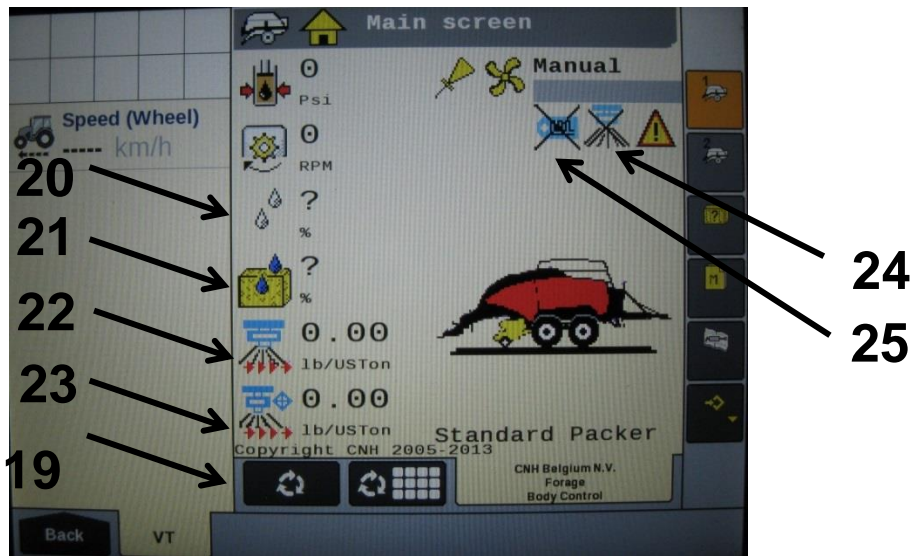 Main screen
0
Psi
Manual
1
Speed (Wheel)
----- km/h
0
RPM
2
20
?
%
21
?
%
24
22
0.00
lb/USTon
25
23
0.00
lb/USTon
Standard Packer
Copyright CNH 2005-2013
19
CNH Belgium N.V.
Forage
Body Control
Back
VT